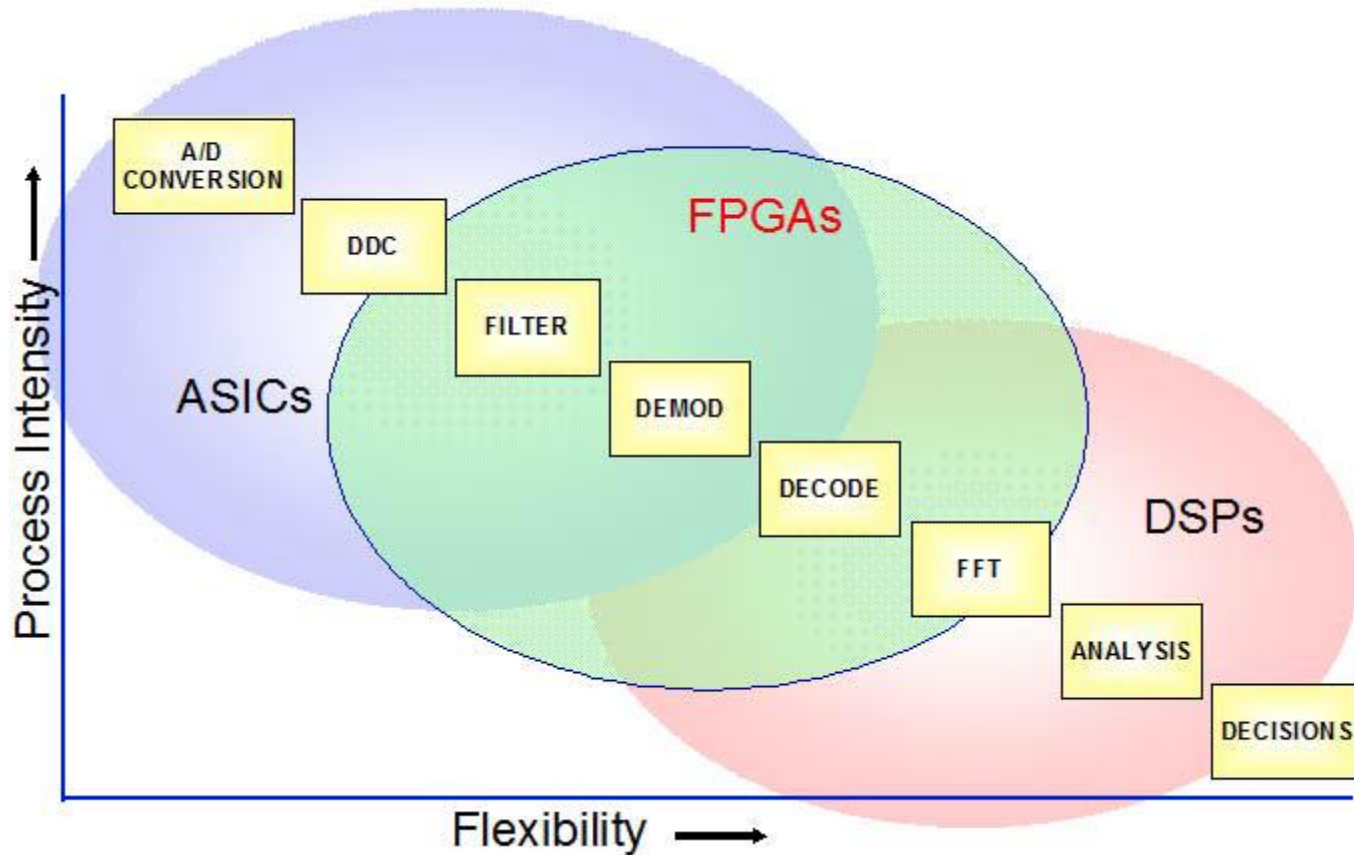 A/D
CONVERSION
DDC
FPGAs
FILTER
ASICs
DEMOD
DECODE
DSPs
FFT
ANALYSIS
DECISIONS
Process Intensity
Flexibility